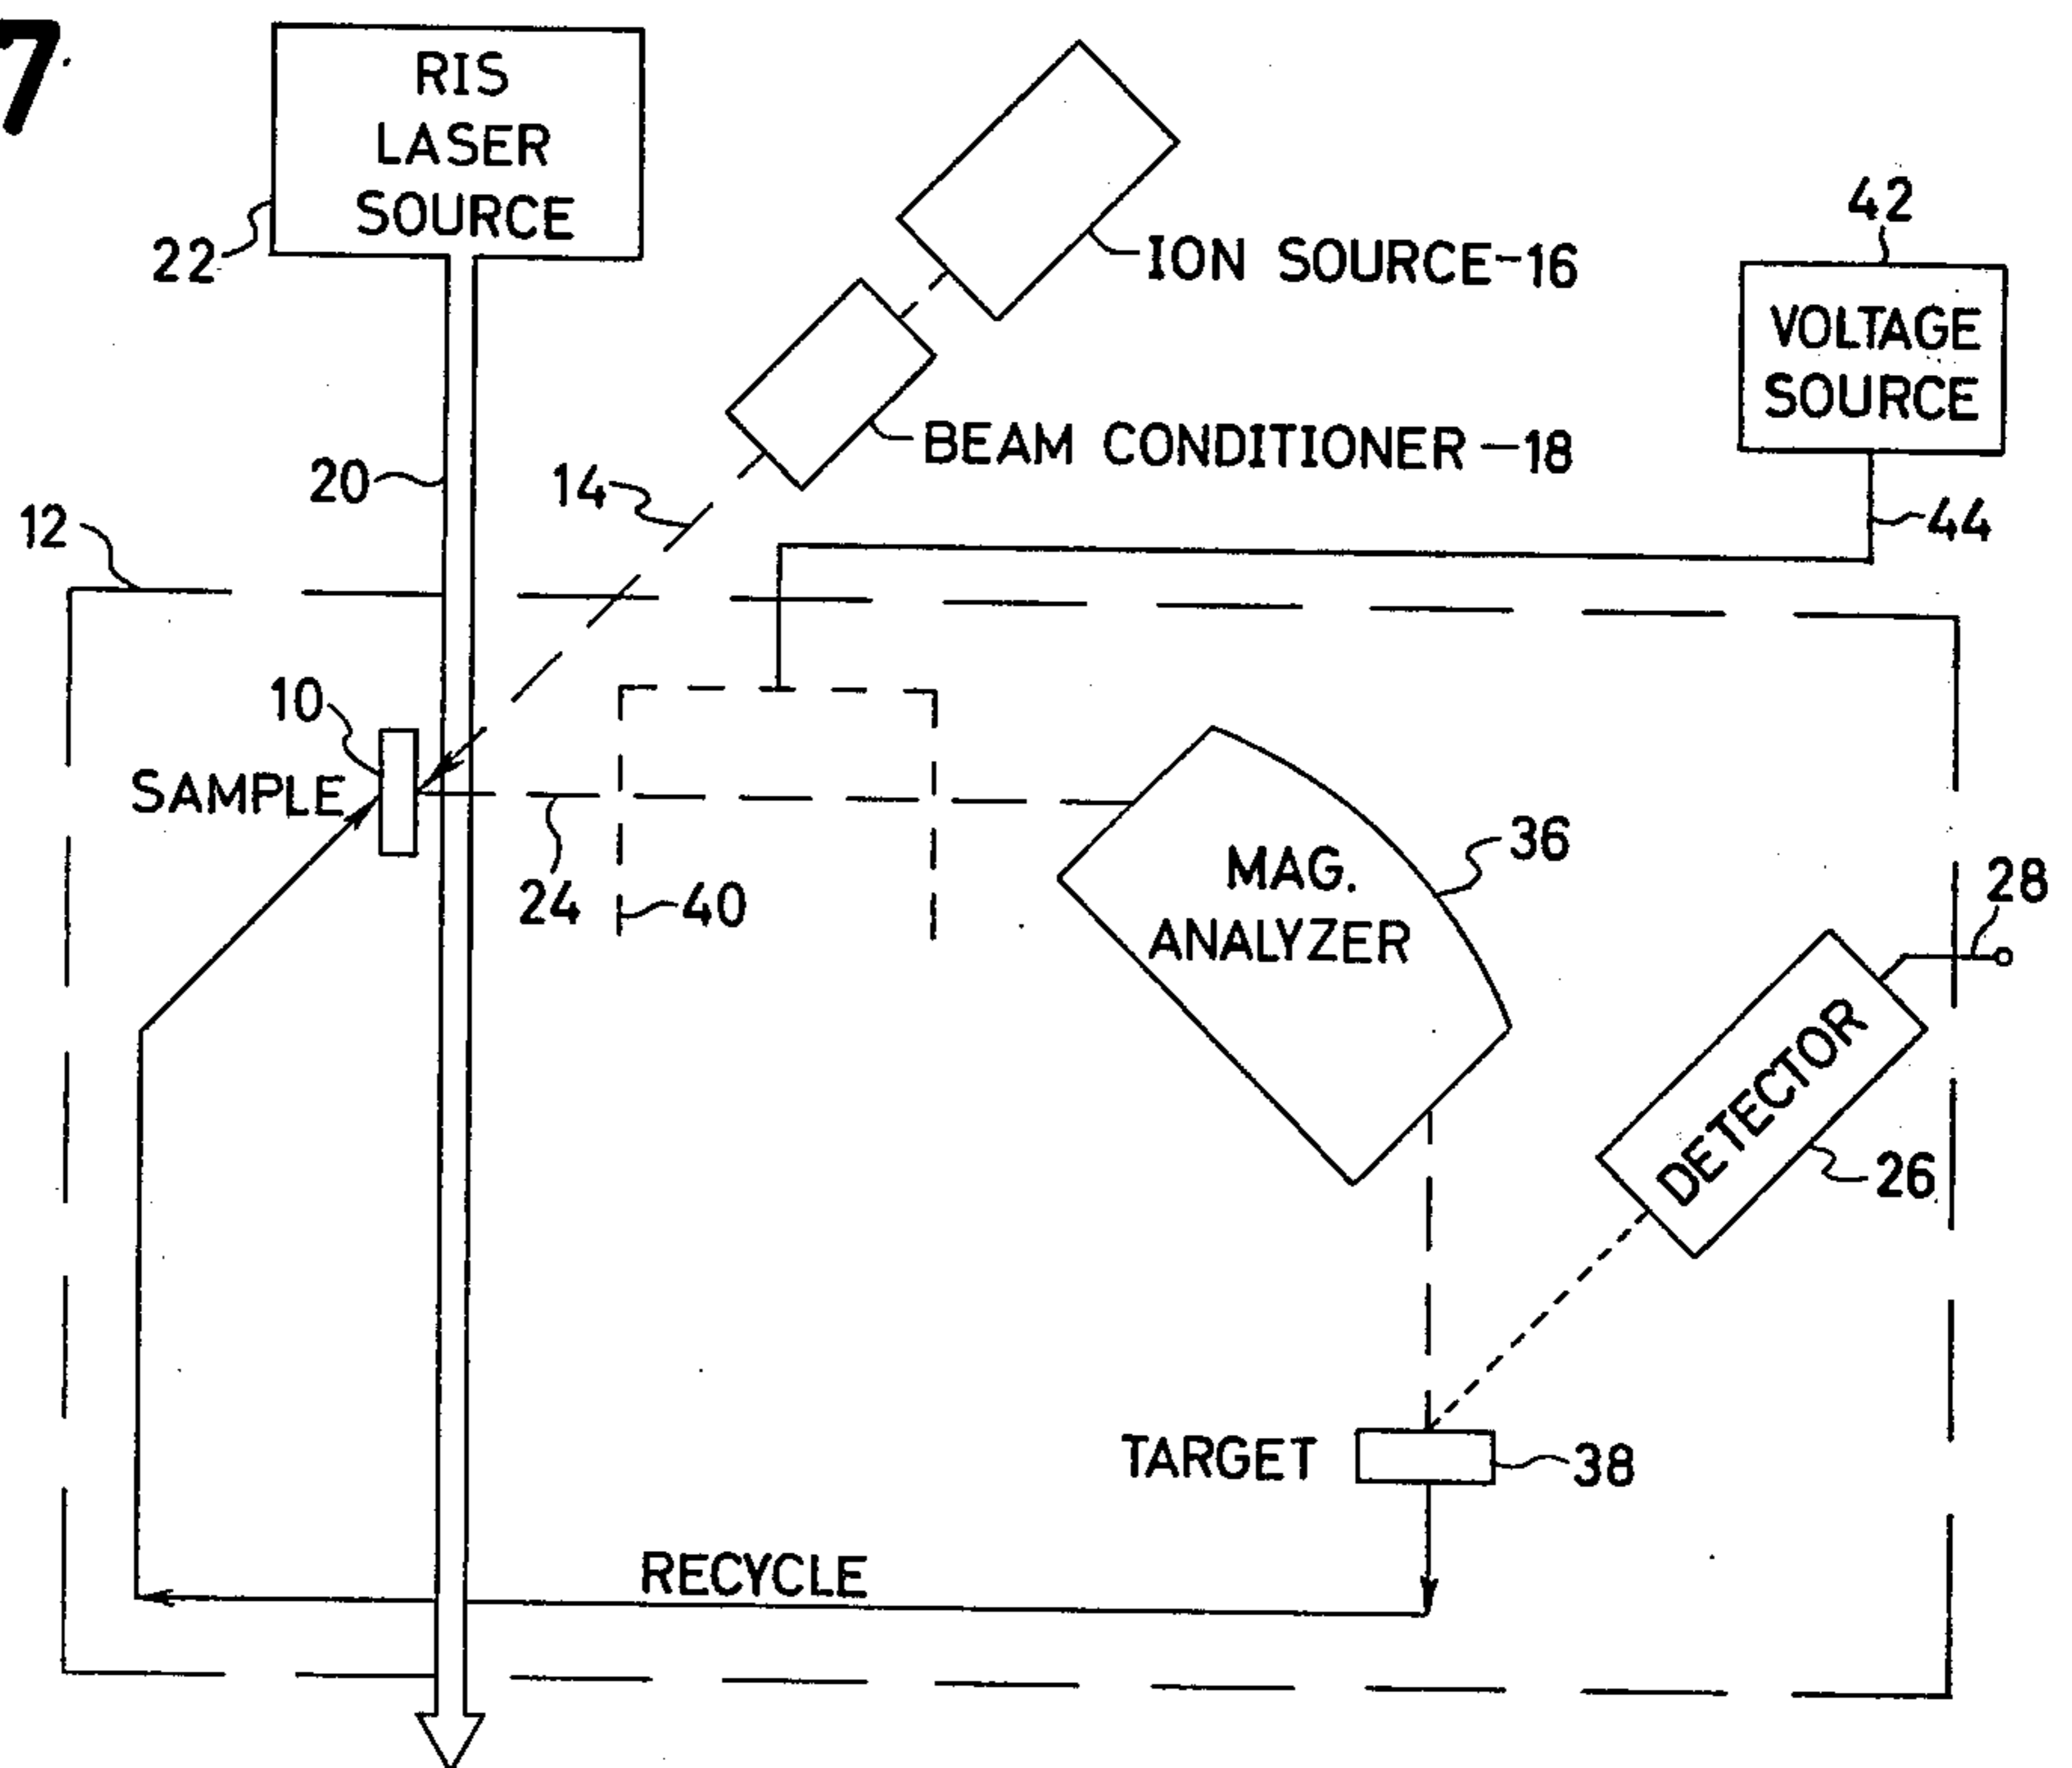 7
RIS
LASER
SOURCE
22
ION SOURCE-16
42
VOLTAGE
SOURCE
BEAM CONDITIONER-18
20
14
44
12
10
SAMPLE
24
40
MAG.
ANALYZER
36
28
DETECTOR
26
TARGET
38
RECYCLE